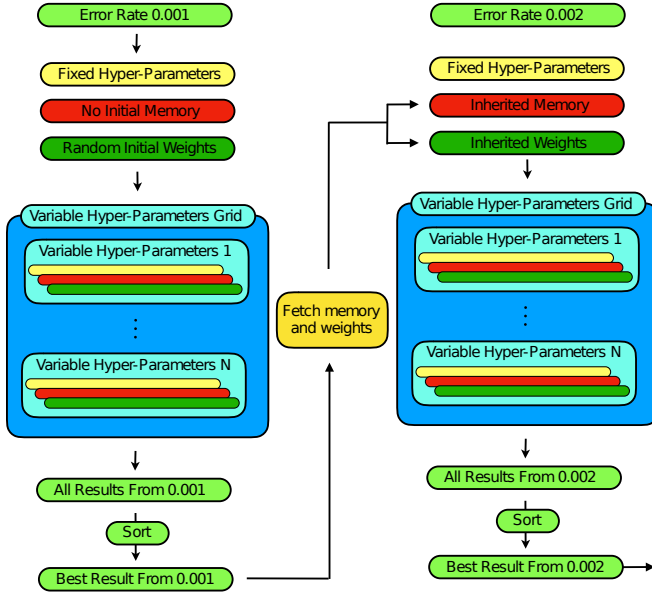 Error Rate 0.001
Fixed Hyper-Parameters
No Initial Memory
Random Initial Weights
Variable Hyper-Parameters Grid
Variable Hyper-Parameters 1
Variable Hyper-Parameters N
All Results From 0.001
Sort
Best Result From 0.001
Fetch memory
and weights
Error Rate 0.002
Fixed Hyper-Parameters
Inherited Memory
Inherited Weights
Variable Hyper-Parameters Grid
Variable Hyper-Parameters 1
Variable Hyper-Parameters N
All Results From 0.002
Sort
Best Result From 0.002